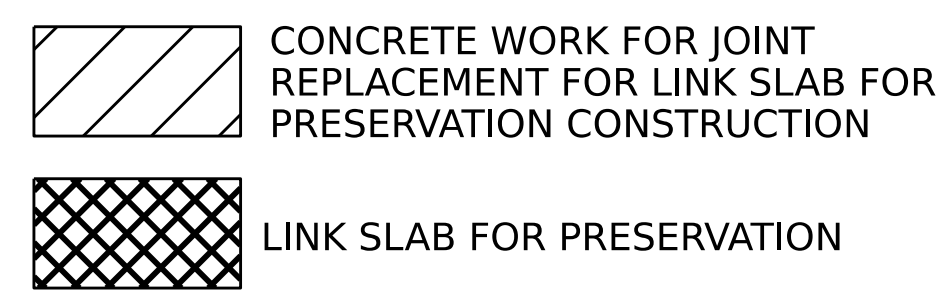 CONCRETE WORK FOR JOINT
REPLACEMENT FOR LINK SLAB FOR
PRESERVATION CONSTRUCTION
LINK SLAB FOR PRESERVATION